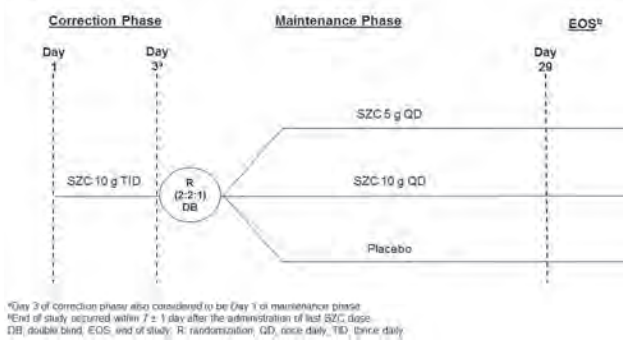 Correction Phase Maintenance Phase EOSᵇ
Day Day Day
1 3ᵃ 29
SZC 5 g QD
SZC 10 g TID
R
(2:2:1)
DB
SZC 10 g QD
Placebo
ᵃDay 3 of correction phase also considered to be Day 1 of maintenance phase
ᵇEnd of study occurred within 7 ± 1 day after the administration of last SZC dose
DB, double blind, EOS, end of study, R, randomization, QD, once daily, TID, thrice daily